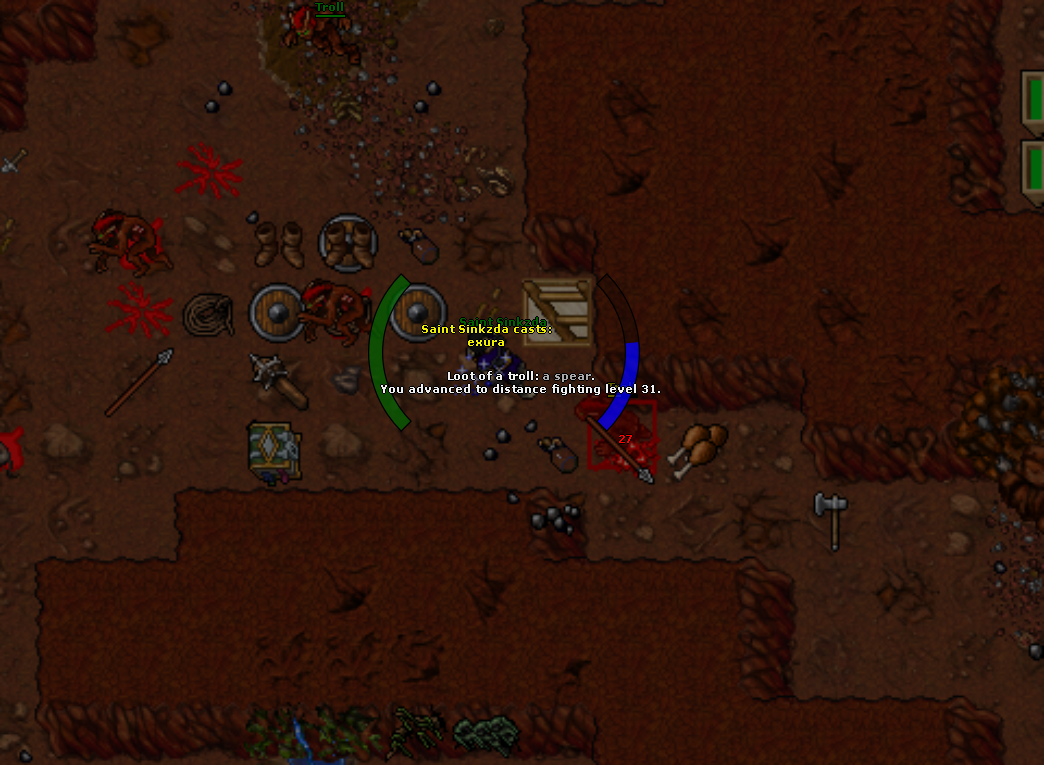 Troll
Saint Sinkzda
Saint Sinkzda casts:
exura
Loot of a troll: a spear.
You advanced to distance fighting level 31.
27